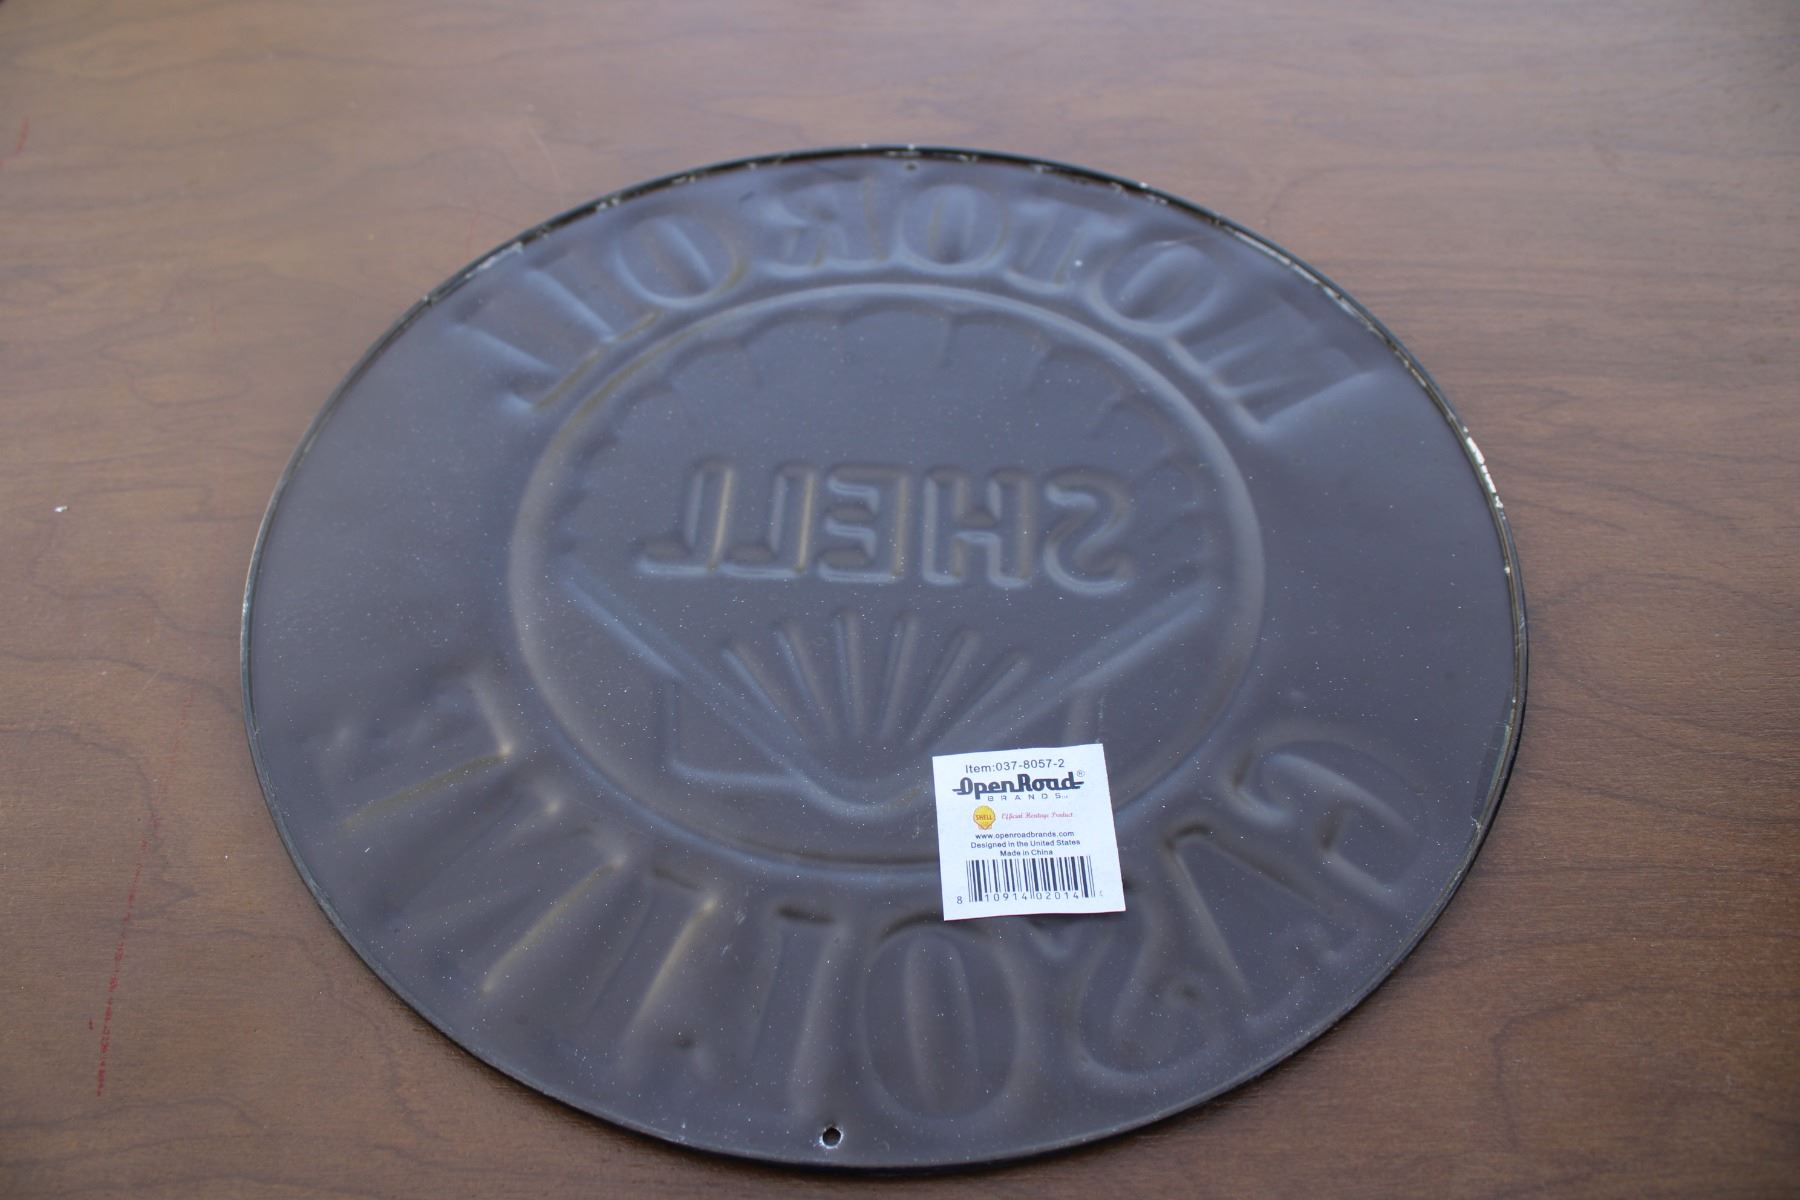 MOTOR OIL
SHELL
Item:037-8057-2
OpenRoad®
BRANDS
SHELL Official Heritage Product
www.openroadbrands.com
Designed in the United States
Made in China
8 10914 02014
GASOLINE